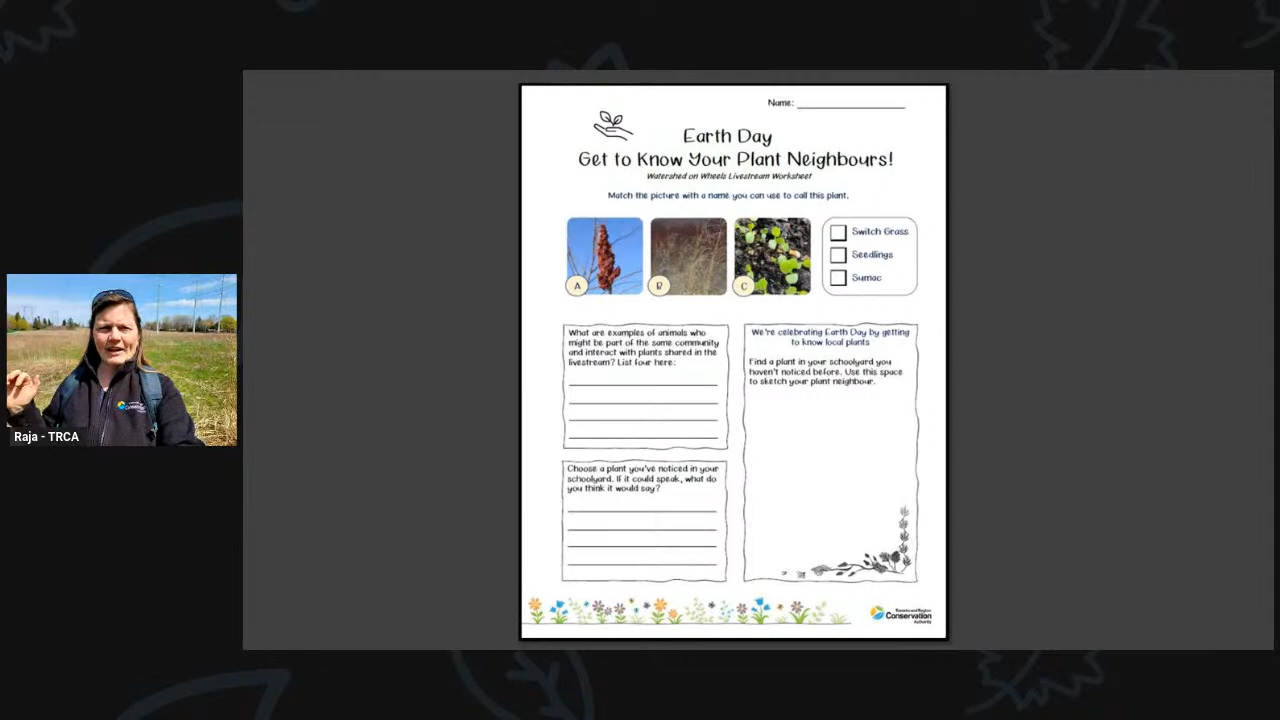 Name:
Earth Day
Get to Know Your Plant Neighbours!
Watershed on Wheels Livestream Worksheet
Match the picture with a name you can use to call this plant.
A
B
C
Switch Grass
Seedlings
Sumac
What are examples of animals who
might be part of the same community
and interact with plants shared in the
livestream? List four here:
Choose a plant you've noticed in your
schoolyard. If it could speak, what do
you think it would say?
We're celebrating Earth Day by getting
to know local plants
Find a plant in your schoolyard you
haven't noticed before. Use this space
to sketch your plant neighbour.
Toronto and Region
Conservation
Authority
Raja - TRCA